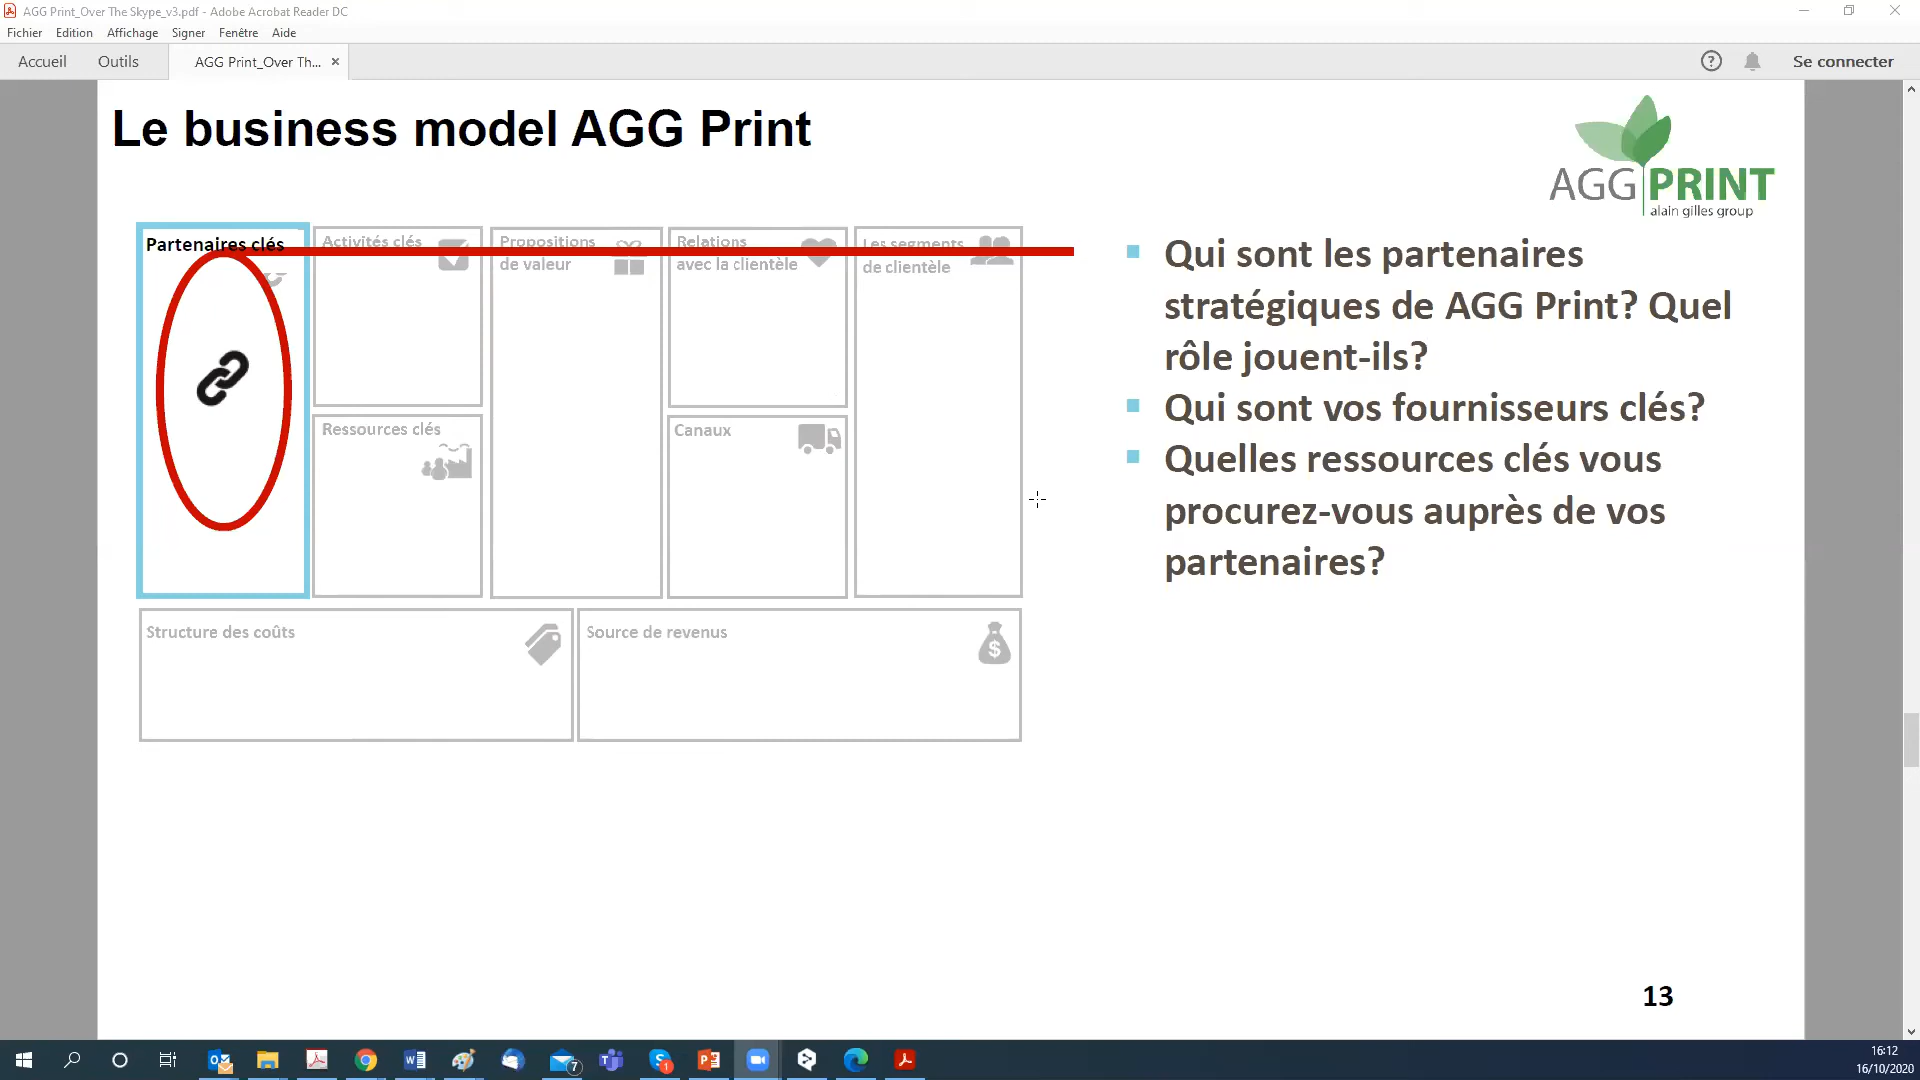 AGG Print_Over The Skype_v3.pdf - Adobe Acrobat Reader DC
Fichier Edition Affichage Signer Fenêtre Aide
Accueil Outils AGG Print_Over Th... × ? Se connecter
Le business model AGG Print
AGG PRINT
alain gilles group
Partenaires clés
Activités clés
Propositions
de valeur
Relations
avec la clientèle
Les segments
de clientèle
Ressources clés
Canaux
Structure des coûts
Source de revenus
$
Qui sont les partenaires
stratégiques de AGG Print? Quel
rôle jouent-ils?
Qui sont vos fournisseurs clés?
Quelles ressources clés vous
procurez-vous auprès de vos
partenaires?
13
7
1
16:12
16/10/2020